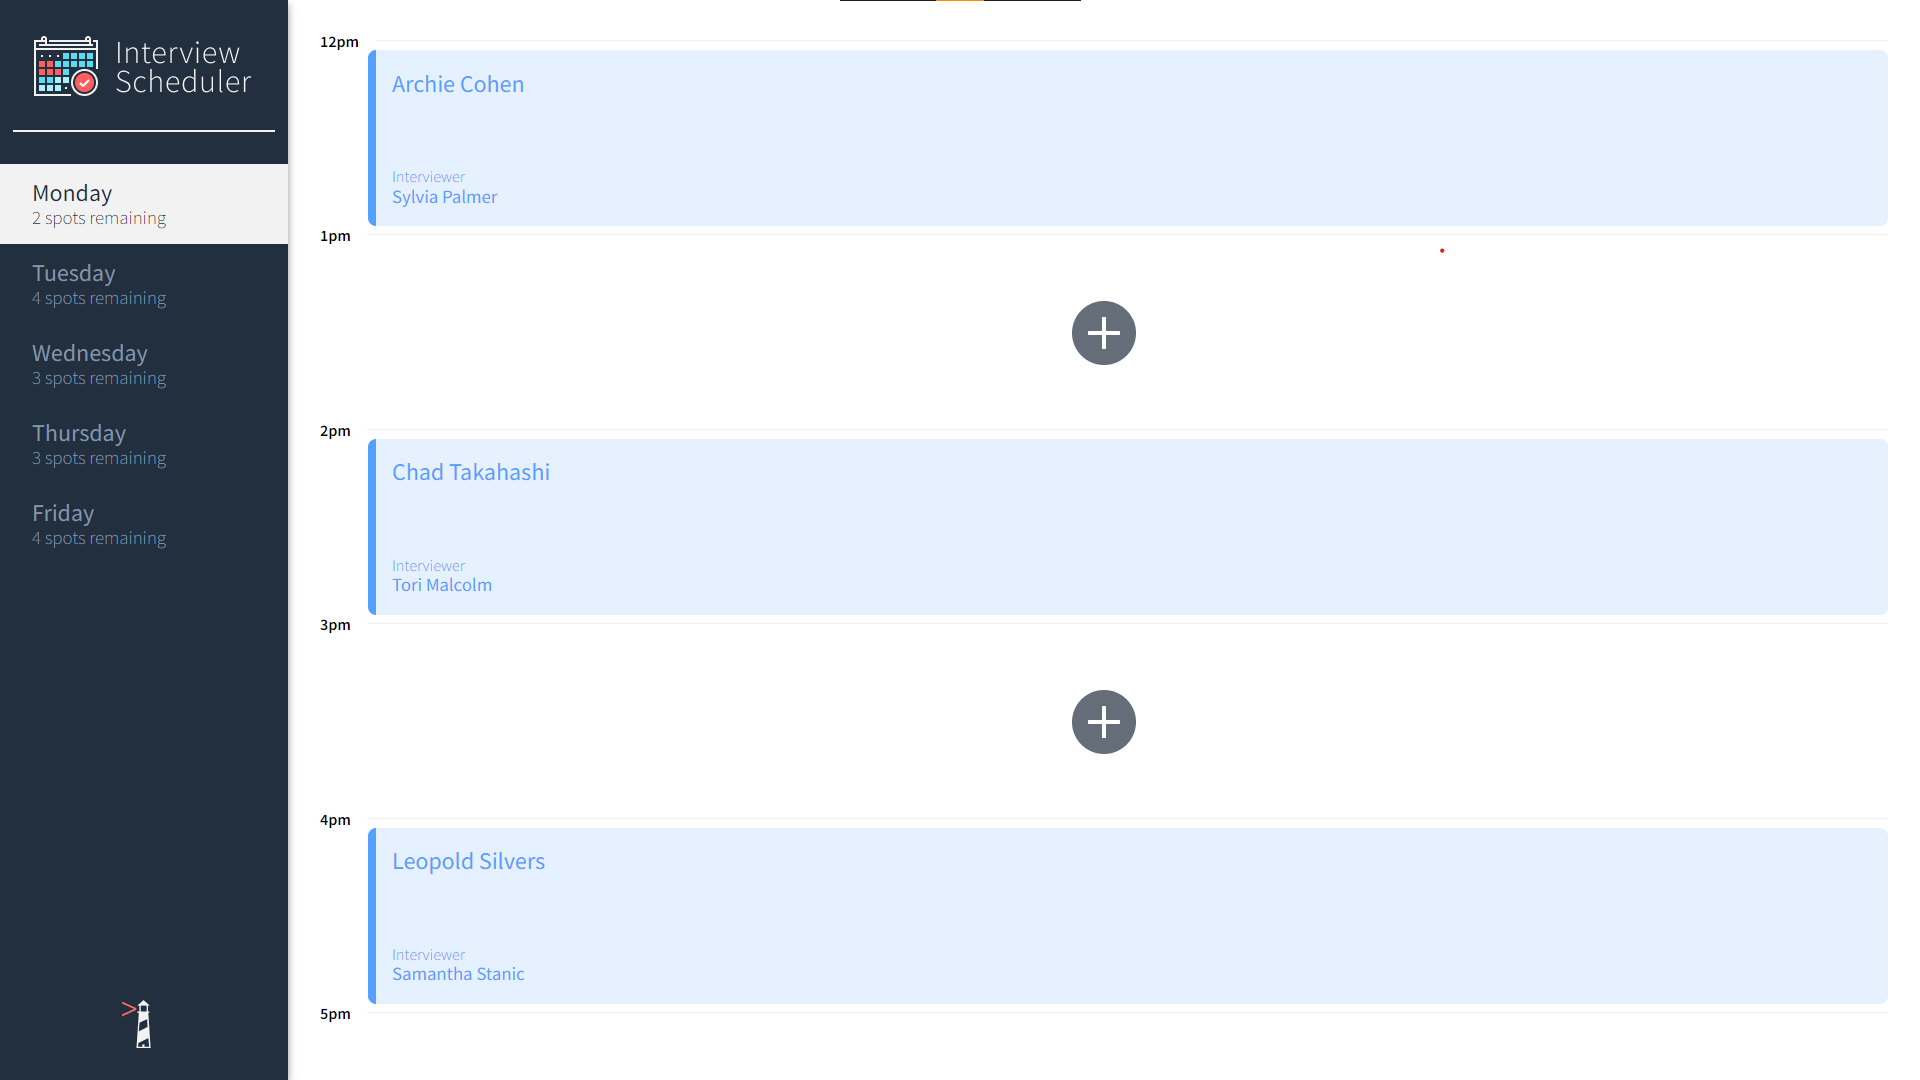 Interview
Scheduler
Monday
2 spots remaining
Tuesday
4 spots remaining
Wednesday
3 spots remaining
Thursday
3 spots remaining
Friday
4 spots remaining
12pm
Archie Cohen
Interviewer
Sylvia Palmer
1pm
2pm
Chad Takahashi
Interviewer
Tori Malcolm
3pm
4pm
Leopold Silvers
Interviewer
Samantha Stanic
5pm